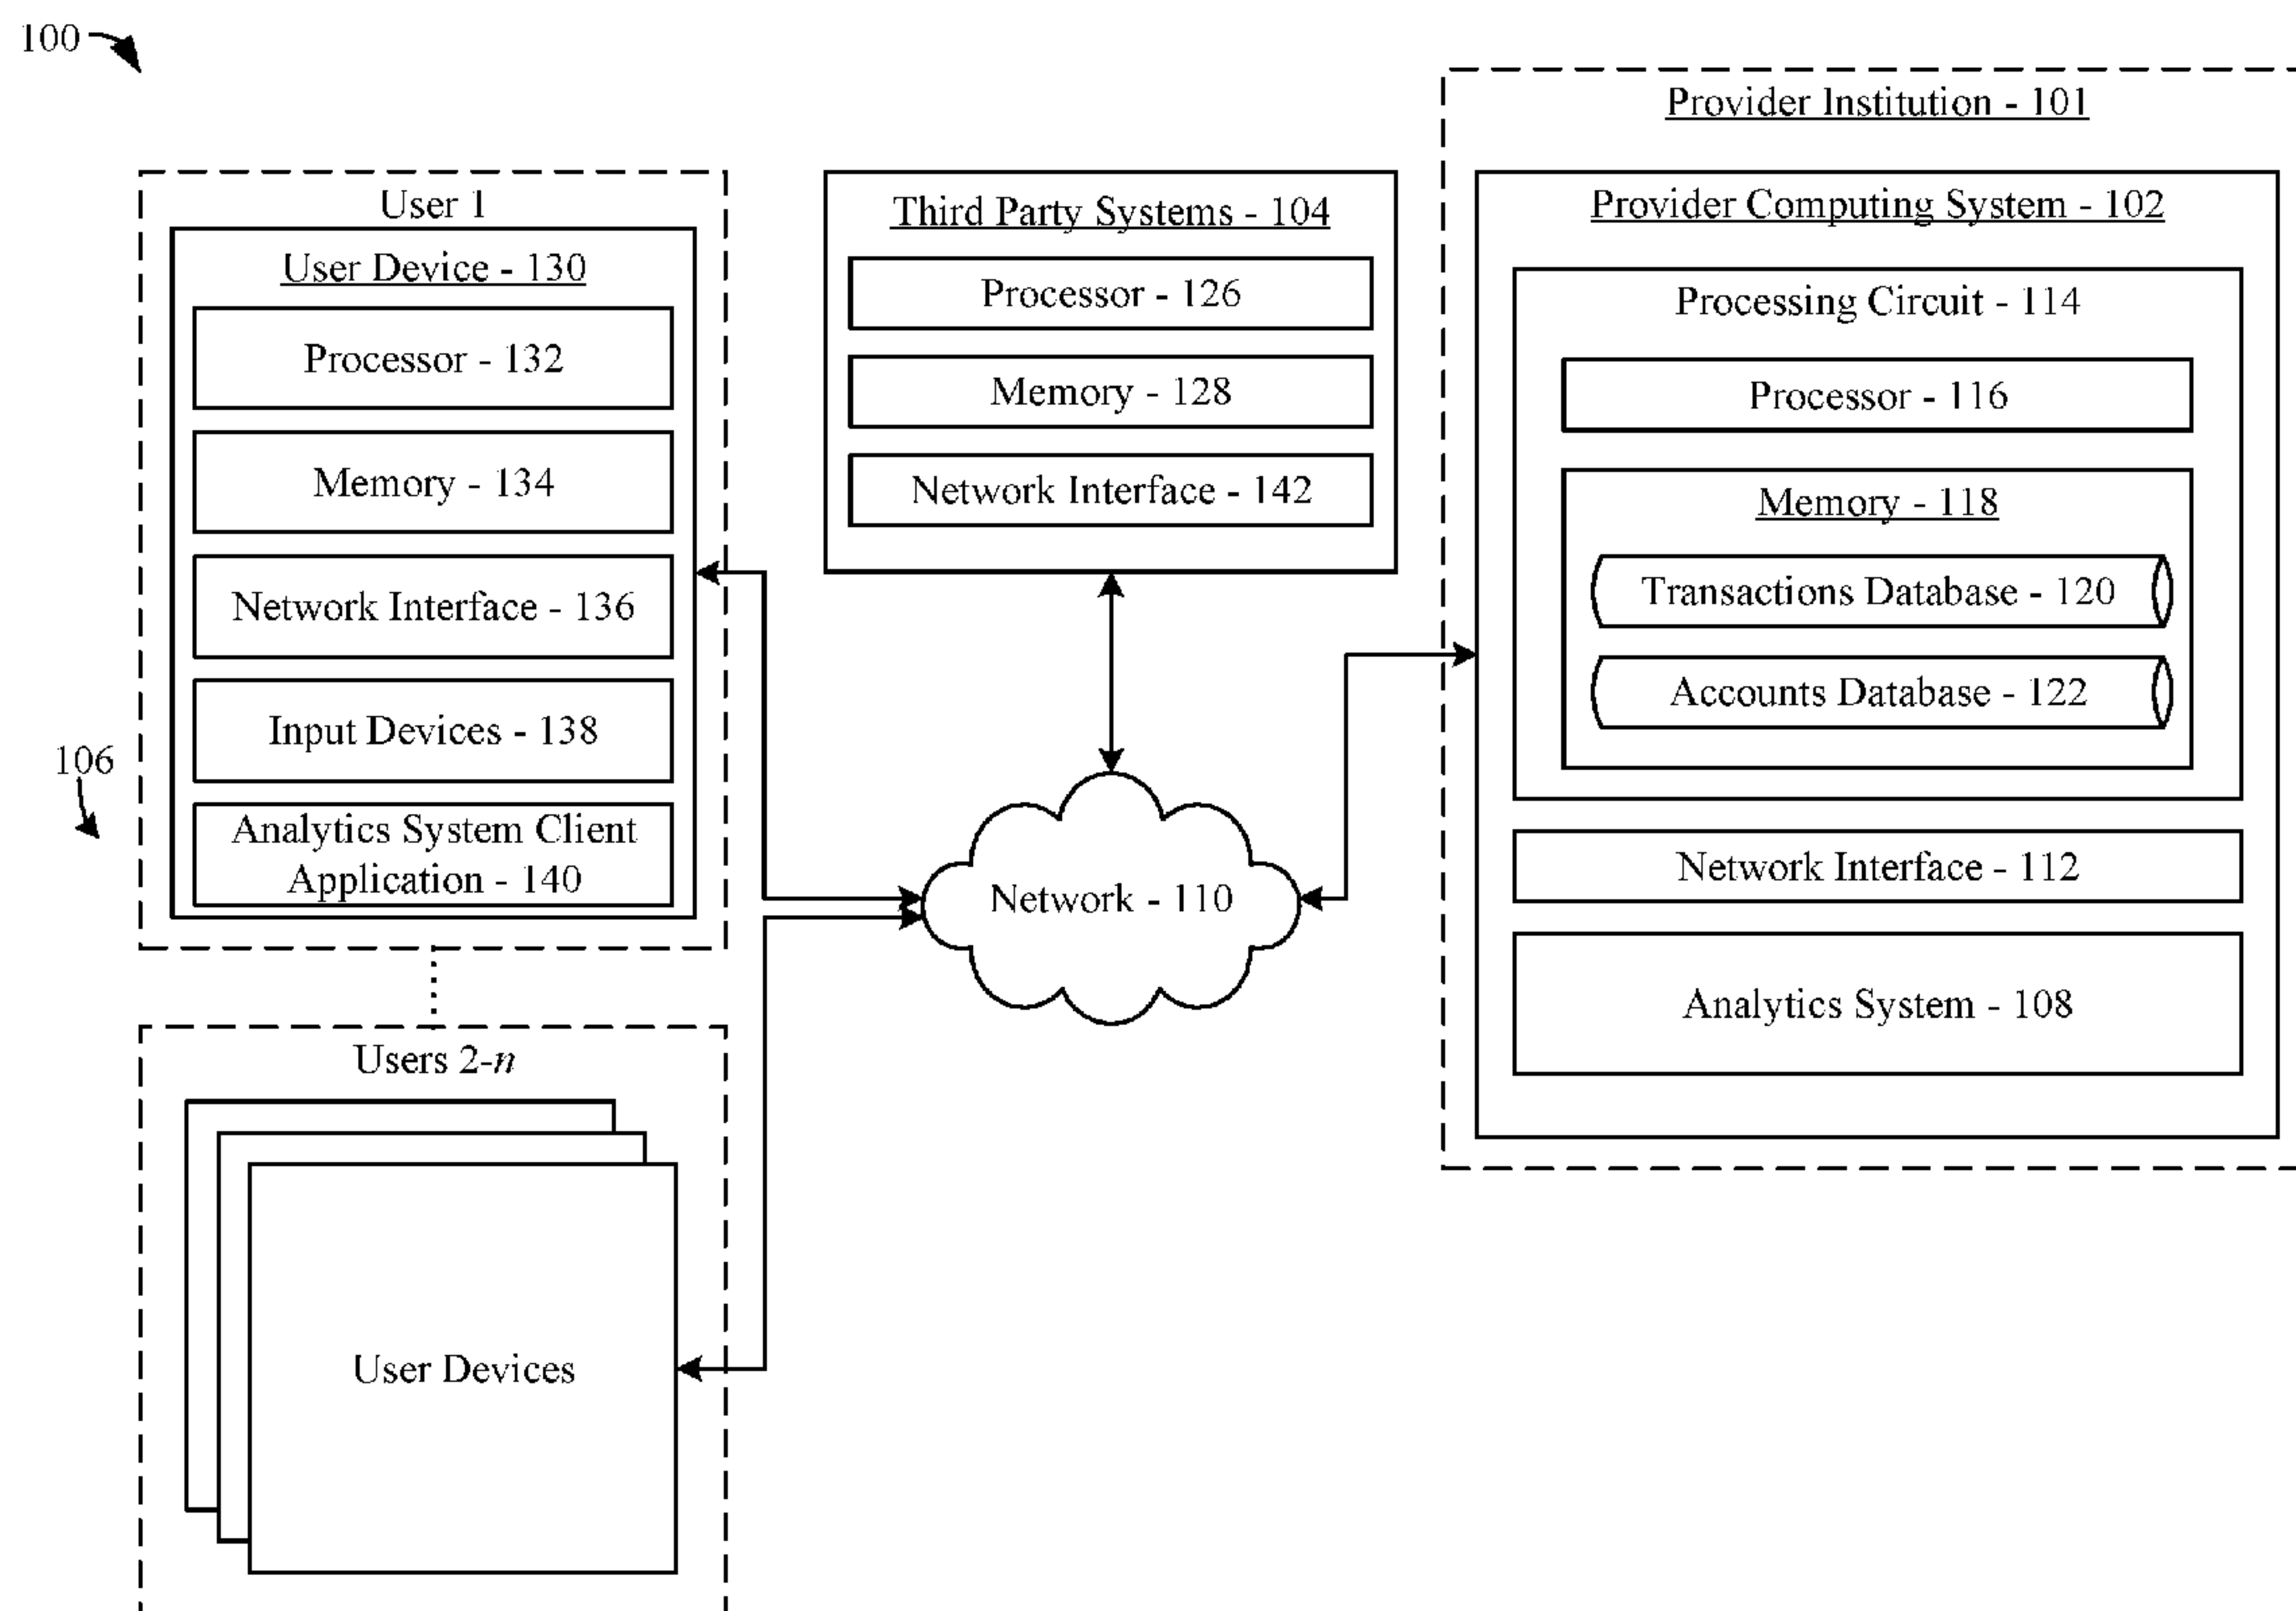 100
User 1
User Device - 130
Processor - 132
Memory - 134
Network Interface - 136
Input Devices - 138
Analytics System Client
Application - 140
106
Users 2-n
User Devices
Third Party Systems - 104
Processor - 126
Memory - 128
Network Interface - 142
Network - 110
Provider Institution - 101
Provider Computing System - 102
Processing Circuit - 114
Processor - 116
Memory - 118
Transactions Database - 120
Accounts Database - 122
Network Interface - 112
Analytics System - 108